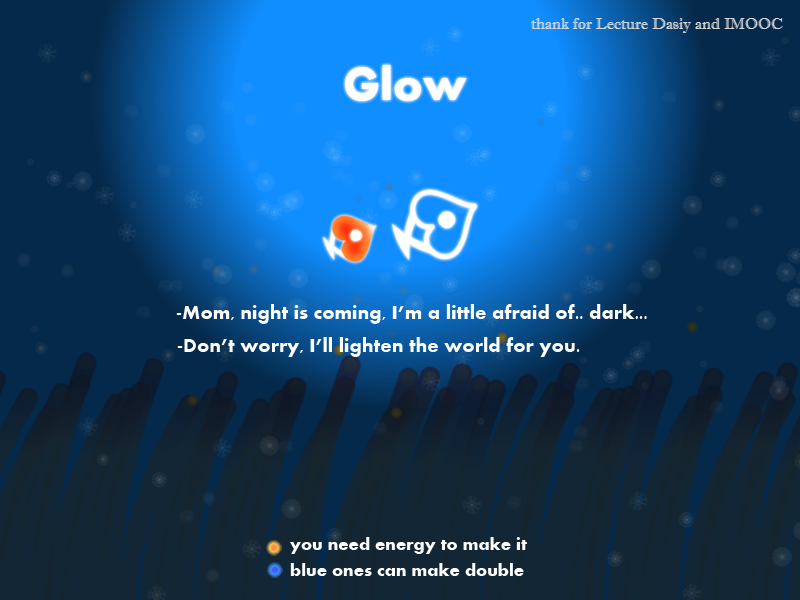 thank for Lecture Dasiy and IMOOC
Glow
-Mom, night is coming, I'm a little afraid of.. dark...
-Don't worry, I'll lighten the world for you.
you need energy to make it
blue ones can make double